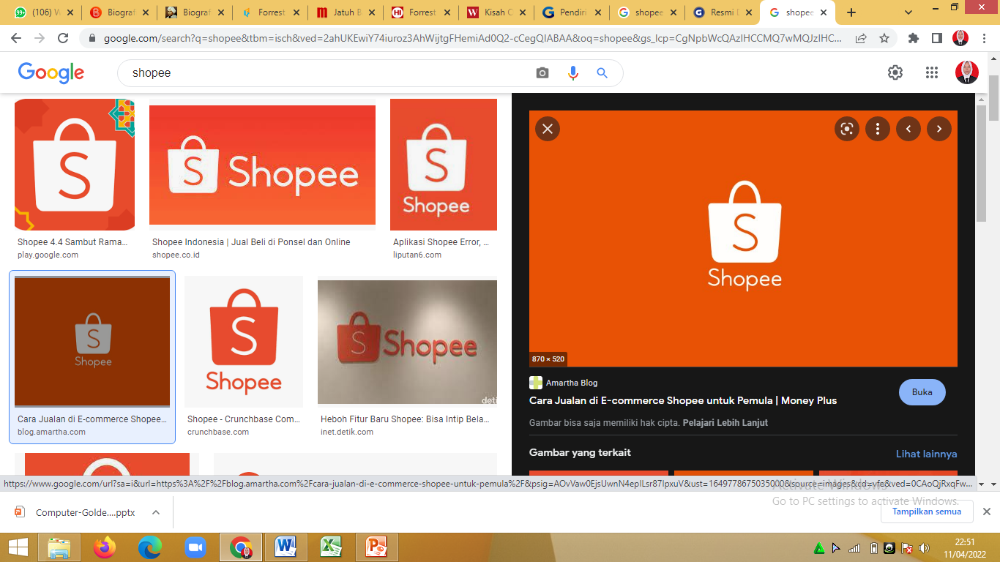 (106) W
Biograf
Biograf
Forrest
Jatuh B
Forrest
Kisah C
Pendiri
shopee
Resmi D
shopee
google.com/search?q=shopee&tbm=isch&ved=2ahUKEwiY74iuroz3AhWijtgFHemiAd0Q2-cCegQIABAA&oq=shopee&gs_lcp=CgNpbWcQAzIHCCMQ7wMQJzIHC...
Google
shopee
S
S Shopee
S
Shopee
Shopee 4.4 Sambut Rama...
play.google.com
Shopee Indonesia | Jual Beli di Ponsel dan Online
shopee.co.id
Aplikasi Shopee Error, ...
liputan6.com
S
Shopee
S
Shopee
S Shopee
deti
Cara Jualan di E-commerce Shopee...
blog.amartha.com
Shopee - Crunchbase Com...
crunchbase.com
Heboh Fitur Baru Shopee: Bisa Intip Bela...
inet.detik.com
S
Shopee
870 × 520
Amartha Blog
Cara Jualan di E-commerce Shopee untuk Pemula | Money Plus
Buka
Gambar bisa saja memiliki hak cipta. Pelajari Lebih Lanjut
Gambar yang terkait
Lihat lainnya
https://www.google.com/url?sa=i&url=https%3A%2F%2Fblog.amartha.com%2Fcara-jualan-di-e-commerce-shopee-untuk-pemula%2F&psig=AOvVaw0EjsUwnN4epILsr87IpxuV&ust=1649778675035000&source=images&cd=vfe&ved=0CAoQjRxqFw...
Activate Windows
Go to PC settings to activate Windows.
Computer-Golde....pptx
Tampilkan semua
22:51
11/04/2022